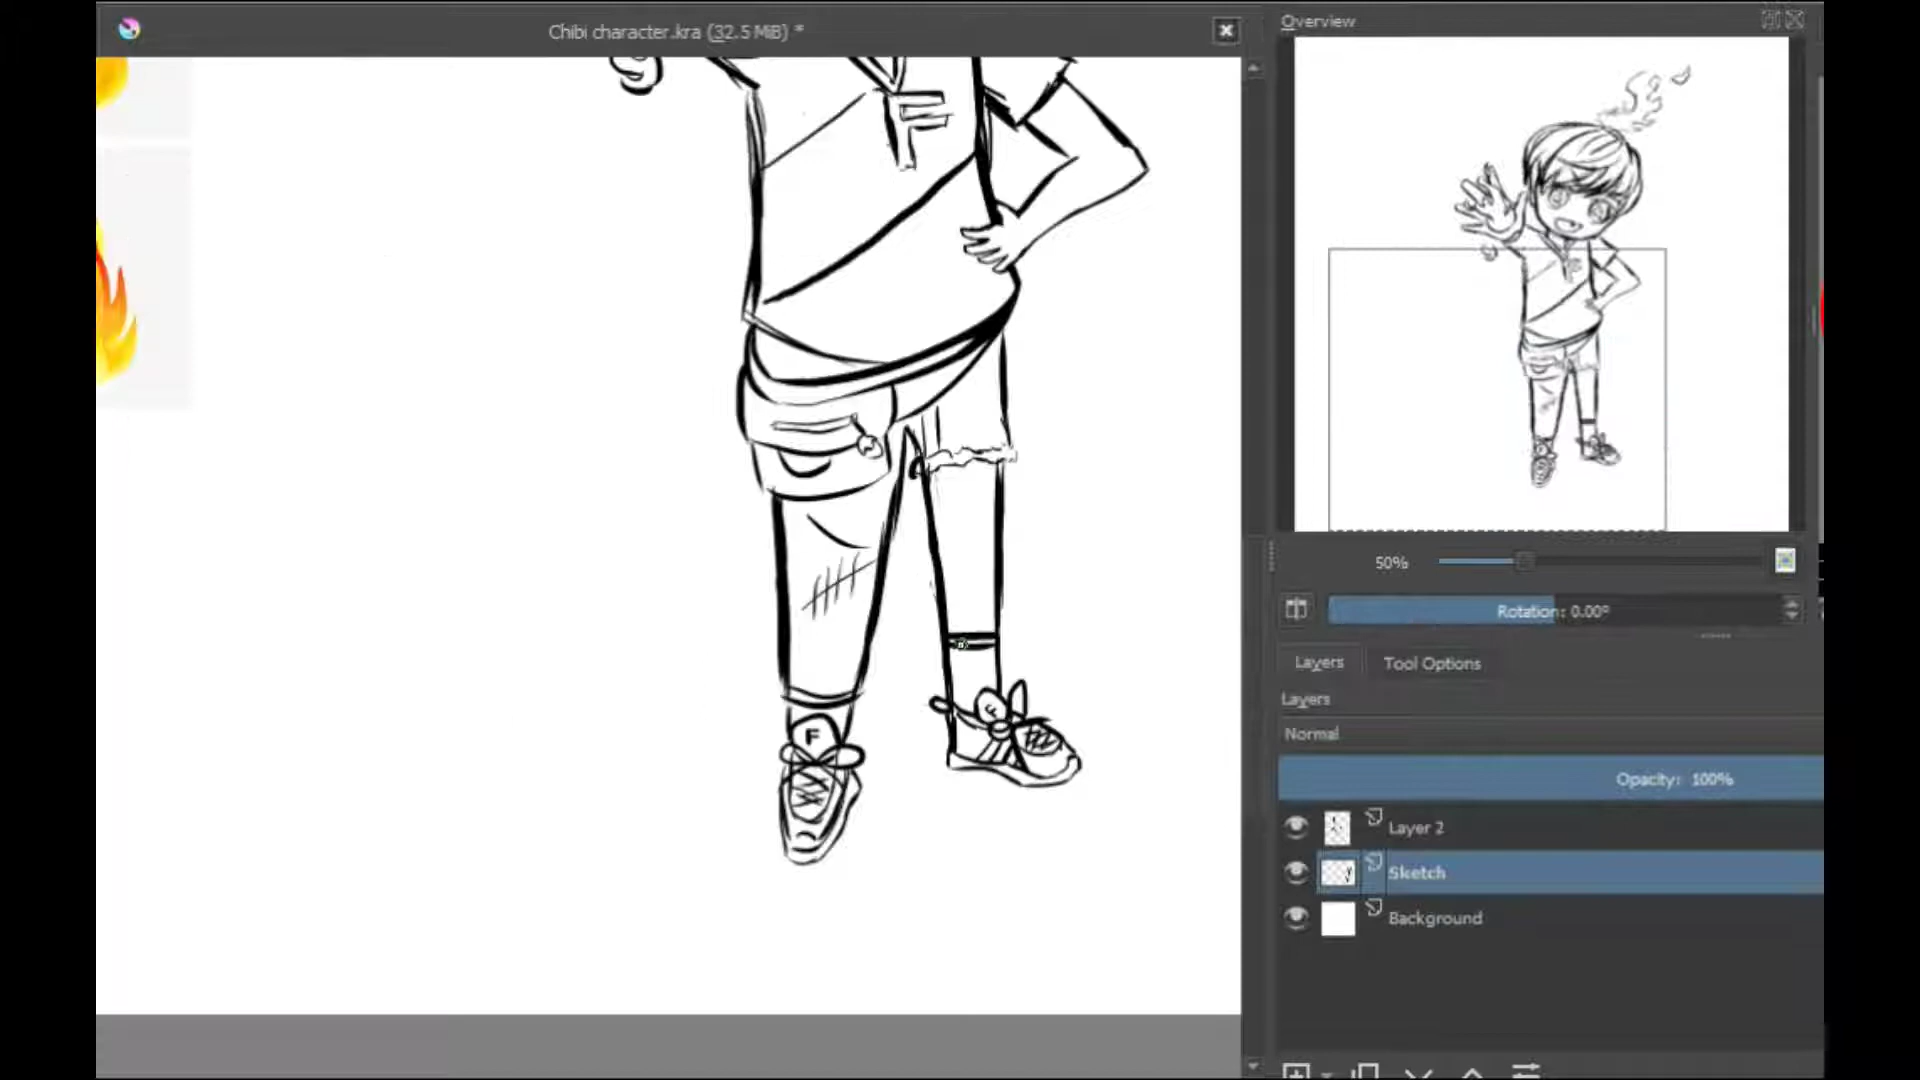 Chibi character.kra (32.5 MiB) *
Overview
F
50%
Rotation: 0.00°
Layers
Tool Options
Layers
Normal
F
F
Opacity: 100%
Layer 2
Sketch
Background